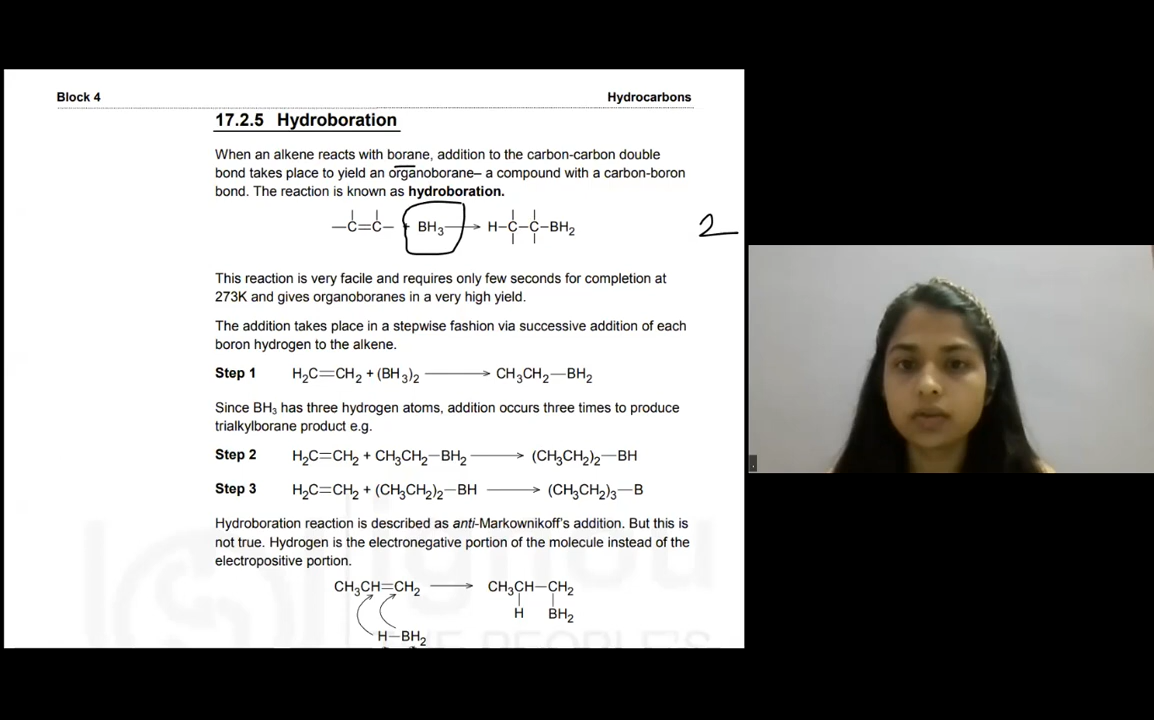 Block 4 Hydrocarbons
17.2.5 Hydroboration
When an alkene reacts with borane, addition to the carbon-carbon double
bond takes place to yield an organoborane– a compound with a carbon-boron
bond. The reaction is known as hydroboration.
–C=C– + BH₃ → H–C–C–BH₂
2
This reaction is very facile and requires only few seconds for completion at
273K and gives organoboranes in a very high yield.
The addition takes place in a stepwise fashion via successive addition of each
boron hydrogen to the alkene.
Step 1 H₂C=CH₂ + (BH₃)₂ → CH₃CH₂–BH₂
Since BH₃ has three hydrogen atoms, addition occurs three times to produce
trialkylborane product e.g.
Step 2 H₂C=CH₂ + CH₃CH₂–BH₂ → (CH₃CH₂)₂–BH
Step 3 H₂C=CH₂ + (CH₃CH₂)₂–BH → (CH₃CH₂)₃–B
Hydroboration reaction is described as anti-Markownikoff's addition. But this is
not true. Hydrogen is the electronegative portion of the molecule instead of the
electropositive portion.
CH₃CH=CH₂ → CH₃CH–CH₂
H BH₂
H–BH₂